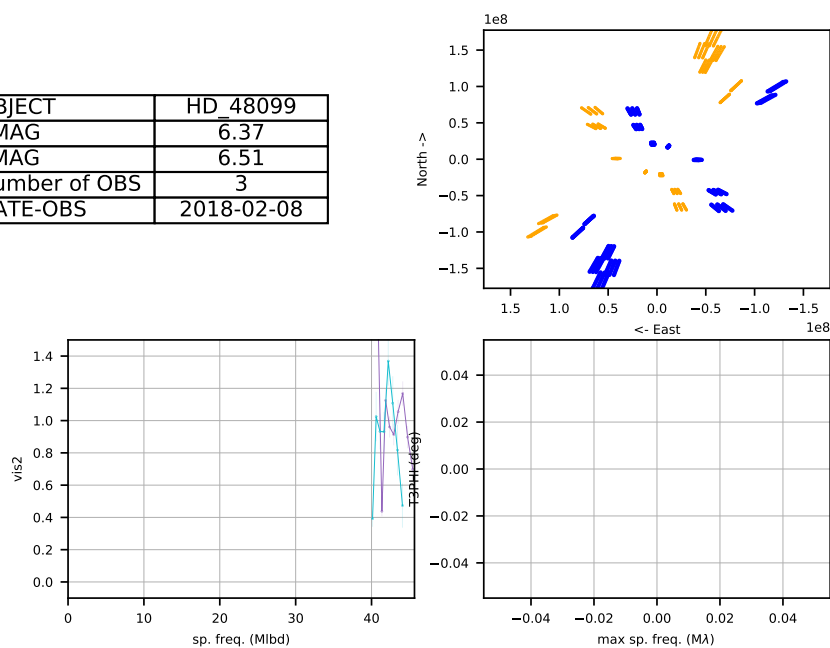 BJECT HD_48099
MAG 6.37
MAG 6.51
umber of OBS 3
ATE-OBS 2018-02-08
1e8
1.5
1.0
0.5
0.0
−0.5
−1.0
−1.5
North ->
1.5 1.0 0.5 0.0 −0.5 −1.0 −1.5
<- East
1e8
1.4
1.2
1.0
0.8
0.6
0.4
0.2
0.0
vis2
0 10 20 30 40
sp. freq. (Mlbd)
0.04
0.02
0.00
−0.02
−0.04
T3PHI (deg)
−0.04 −0.02 0.00 0.02 0.04
max sp. freq. (Mλ)